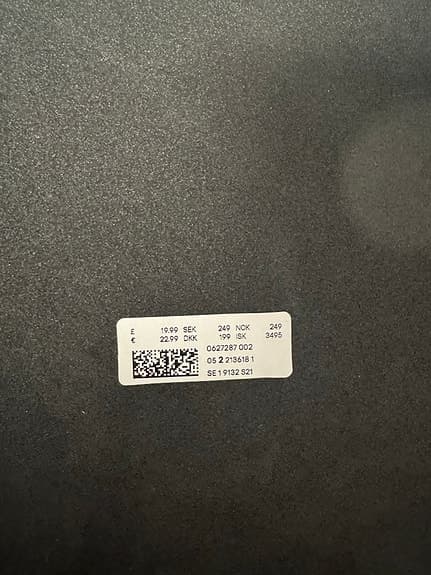 £ 19.99 SEK 249 NOK 249
€ 22.99 DKK 199 ISK 3495
0627287 002
05 2 213618 1
SE 1 9132 S21